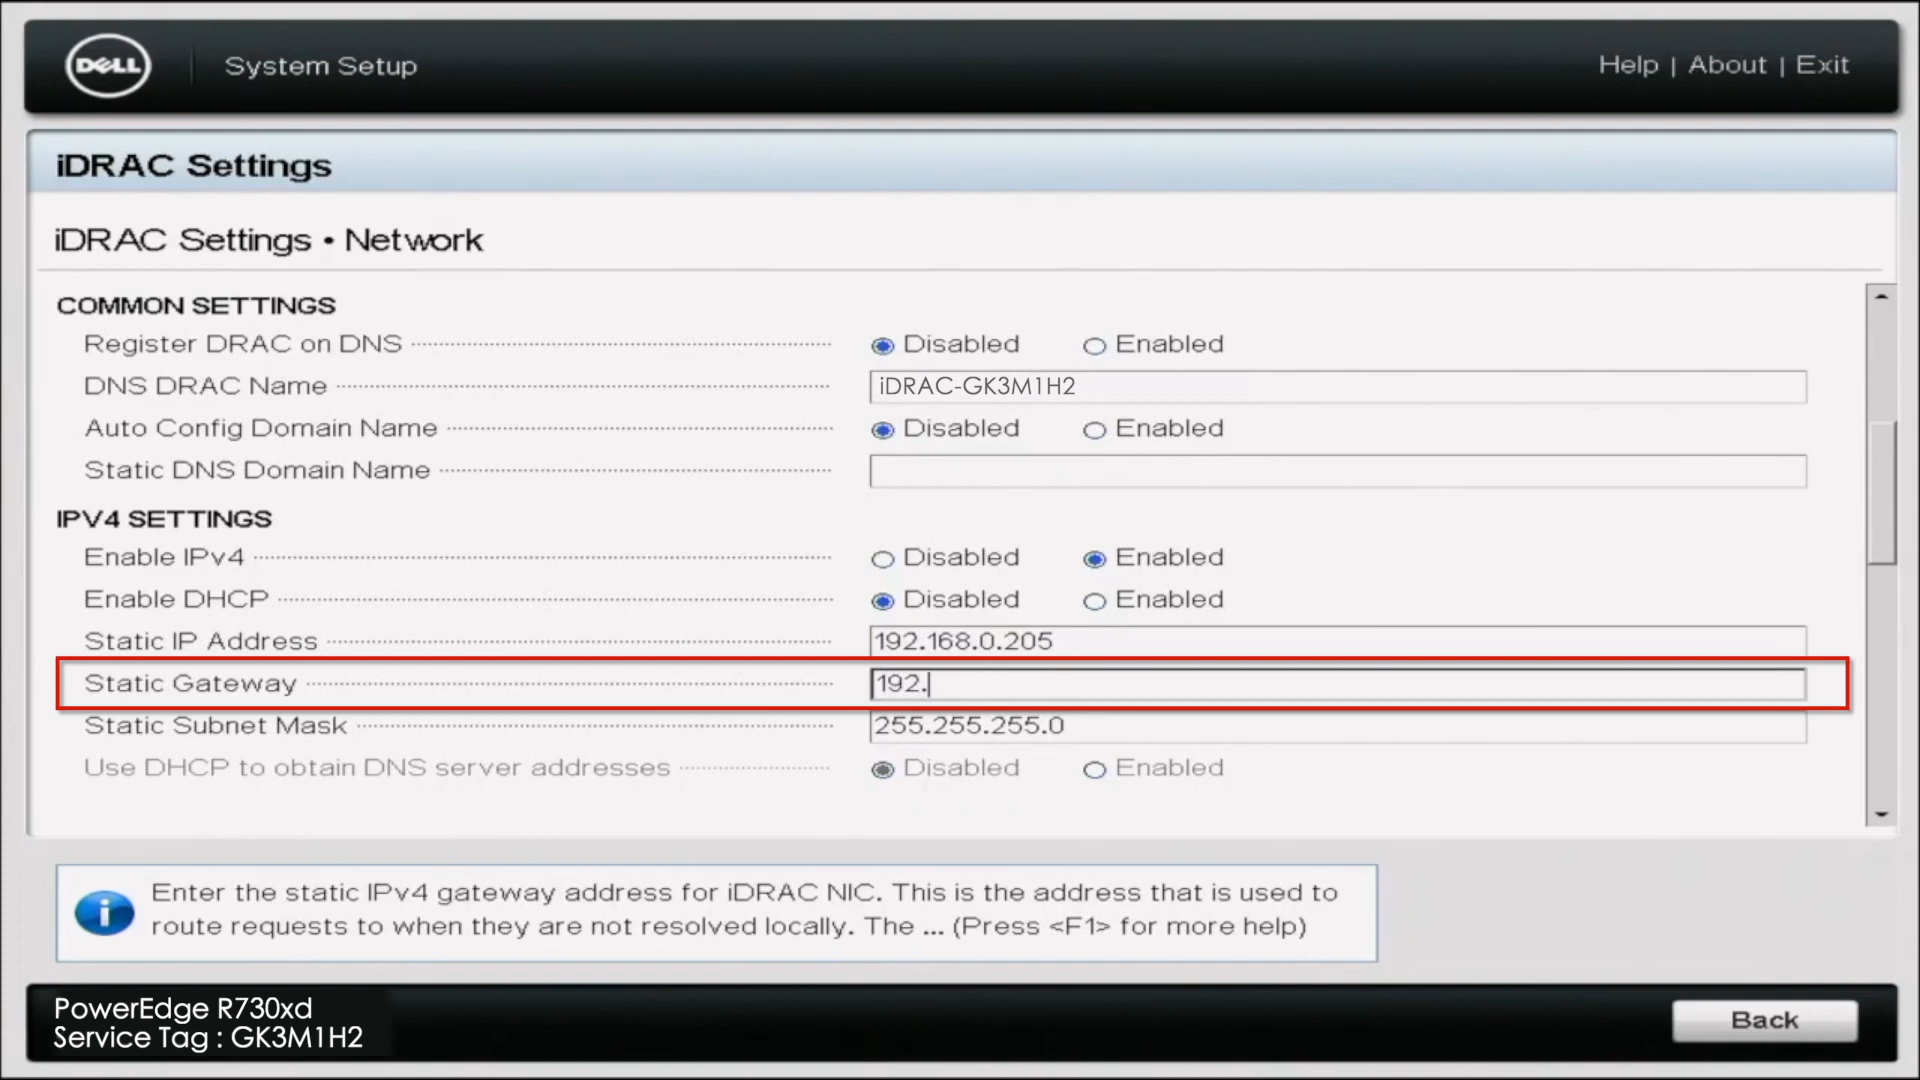 DELL
System Setup
Help | About | Exit
iDRAC Settings
iDRAC Settings • Network
COMMON SETTINGS
Register DRAC on DNS Disabled Enabled
DNS DRAC Name iDRAC-GK3M1H2
Auto Config Domain Name Disabled Enabled
Static DNS Domain Name
IPV4 SETTINGS
Enable IPv4 Disabled Enabled
Enable DHCP Disabled Enabled
Static IP Address 192.168.0.205
Static Gateway 192.
Static Subnet Mask 255.255.255.0
Use DHCP to obtain DNS server addresses Disabled Enabled
Enter the static IPv4 gateway address for iDRAC NIC. This is the address that is used to
route requests to when they are not resolved locally. The ... (Press <F1> for more help)
PowerEdge R730xd
Service Tag : GK3M1H2
Back